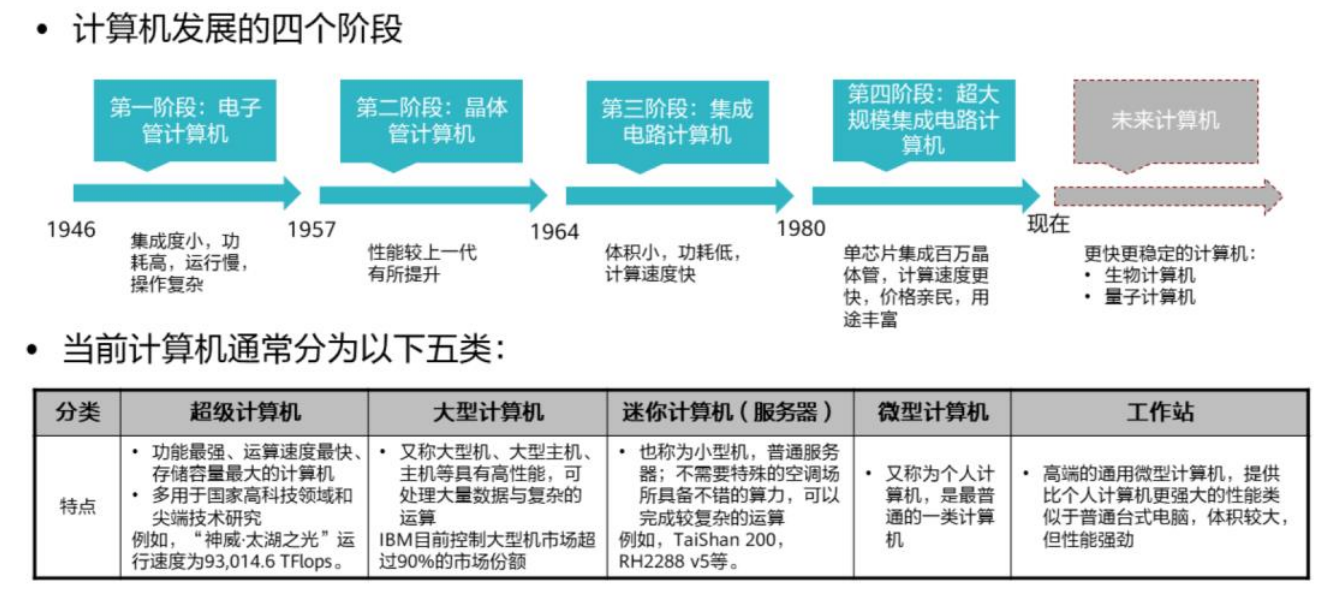 • 计算机发展的四个阶段
第一阶段：电子
管计算机
第二阶段：晶体
管计算机
第三阶段：集成
电路计算机
第四阶段：超大
规模集成电路计
算机
未来计算机
1946
1957
1964
1980
现在
集成度小，功
耗高，运行慢，
操作复杂
性能较上一代
有所提升
体积小，功耗低，
计算速度快
单芯片集成百万晶
体管，计算速度更
快，价格亲民，用
途丰富
更快更稳定的计算机：
• 生物计算机
• 量子计算机
• 当前计算机通常分为以下五类：
分类
超级计算机
大型计算机
迷你计算机（服务器）
微型计算机
工作站
特点
• 功能最强、运算速度最快、
存储容量最大的计算机
• 多用于国家高科技领域和
尖端技术研究
例如，“神威·太湖之光”运
行速度为93,014.6 TFlops。
• 又称大型机、大型主机、
主机等具有高性能，可
处理大量数据与复杂的
运算
IBM目前控制大型机市场超
过90%的市场份额
• 也称为小型机，普通服务
器；不需要特殊的空调场
所具备不错的算力，可以
完成较复杂的运算
例如，TaiShan 200，
RH2288 v5等。
• 又称为个人计
算机，是最普
通的一类计算
机
• 高端的通用微型计算机，提供
比个人计算机更强大的性能类
似于普通台式电脑，体积较大，
但性能强劲